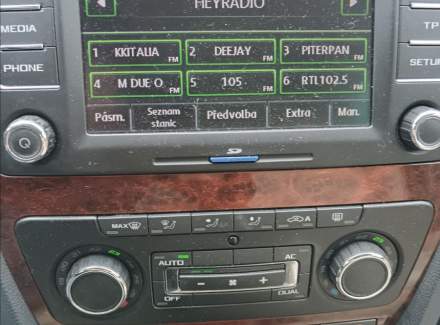 HEYRADIO
MEDIA
TP
1 KKITALIA FM 2 DEEJAY FM 3 PITERPAN FM
PHONE
SETUP
4 M DUE O FM 5 105 FM 6 RTL102.5 FM
Pásm. Seznam stanic Předvolba Extra Man.
SD
MAX A
AUTO AC
- +
OFF DUAL